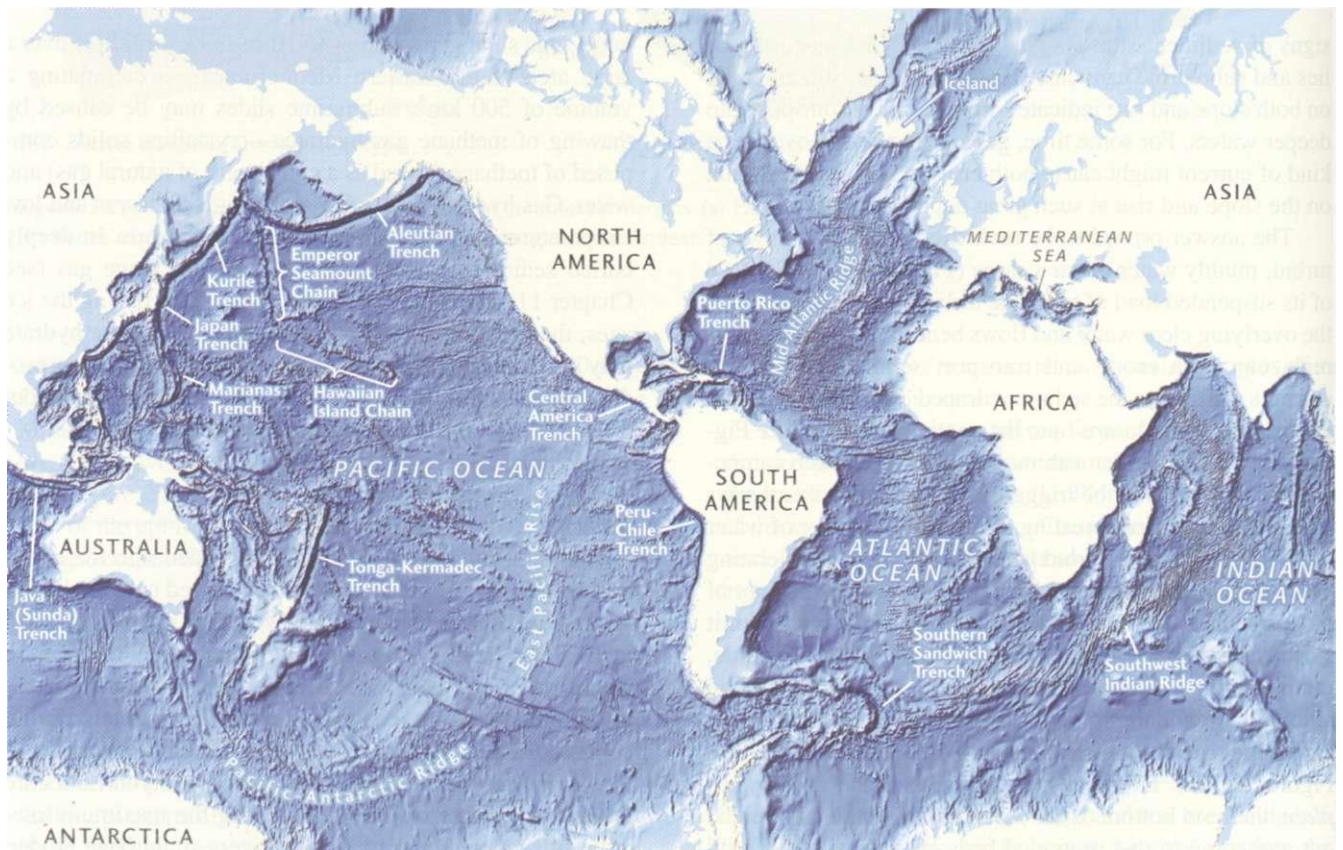 Iceland
ASIA
ASIA
NORTH
AMERICA
MEDITERRANEAN
SEA
Aleutian
Trench
Emperor
Seamount
Chain
Kurile
Trench
Mid Atlantic Ridge
Puerto Rico
Trench
Japan
Trench
Marianas
Trench
Hawaiian
Island Chain
Central
America
Trench
AFRICA
PACIFIC OCEAN
SOUTH
AMERICA
East Pacific Rise
Peru-
Chile
Trench
AUSTRALIA
ATLANTIC
OCEAN
INDIAN
OCEAN
Tonga-Kermadec
Trench
Java
(Sunda)
Trench
Southern
Sandwich
Trench
Southwest
Indian Ridge
Pacific Antarctic Ridge
ANTARCTICA